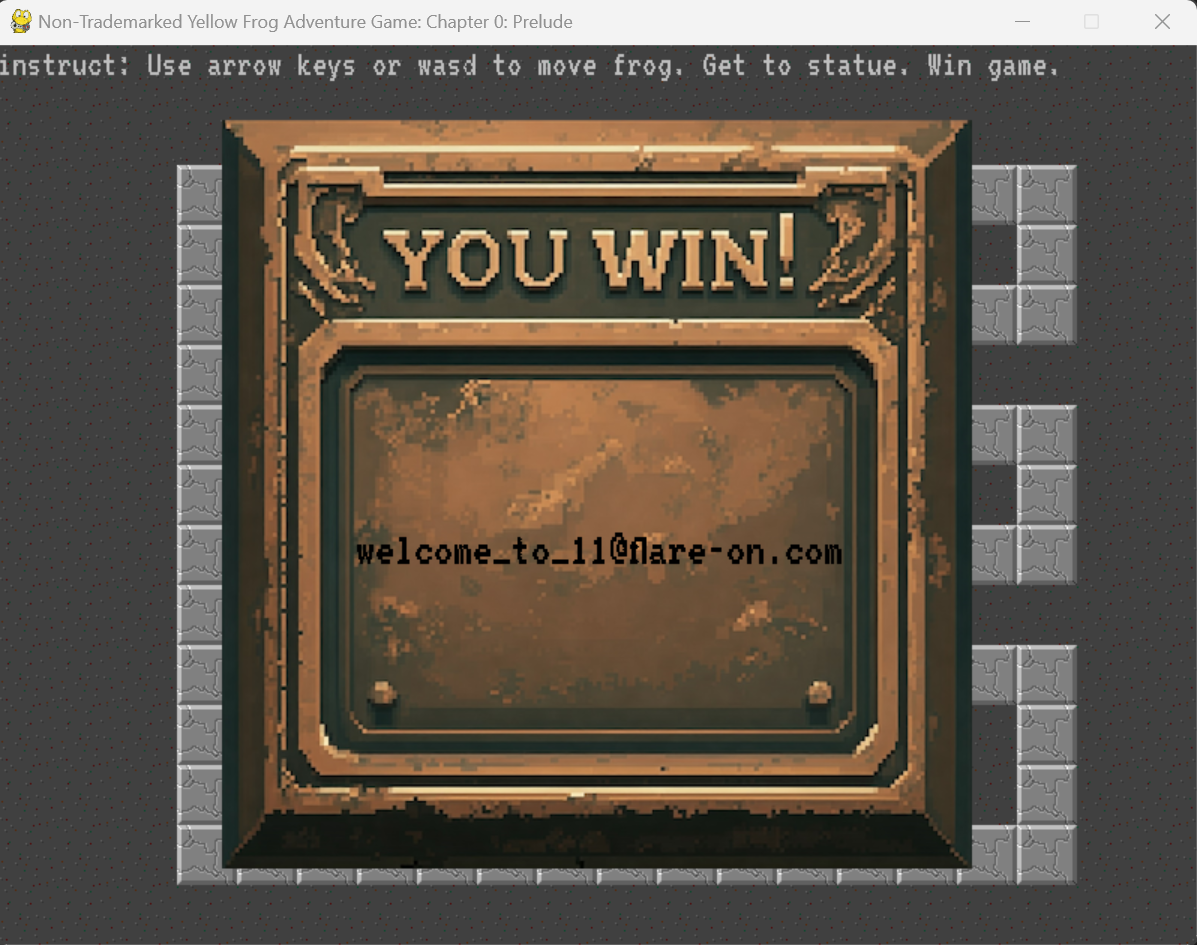 Non-Trademarked Yellow Frog Adventure Game: Chapter 0: Prelude
instruct: Use arrow keys or wasd to move frog. Get to statue. Win game.
YOU WIN!
welcome_to_11@flare-on.com